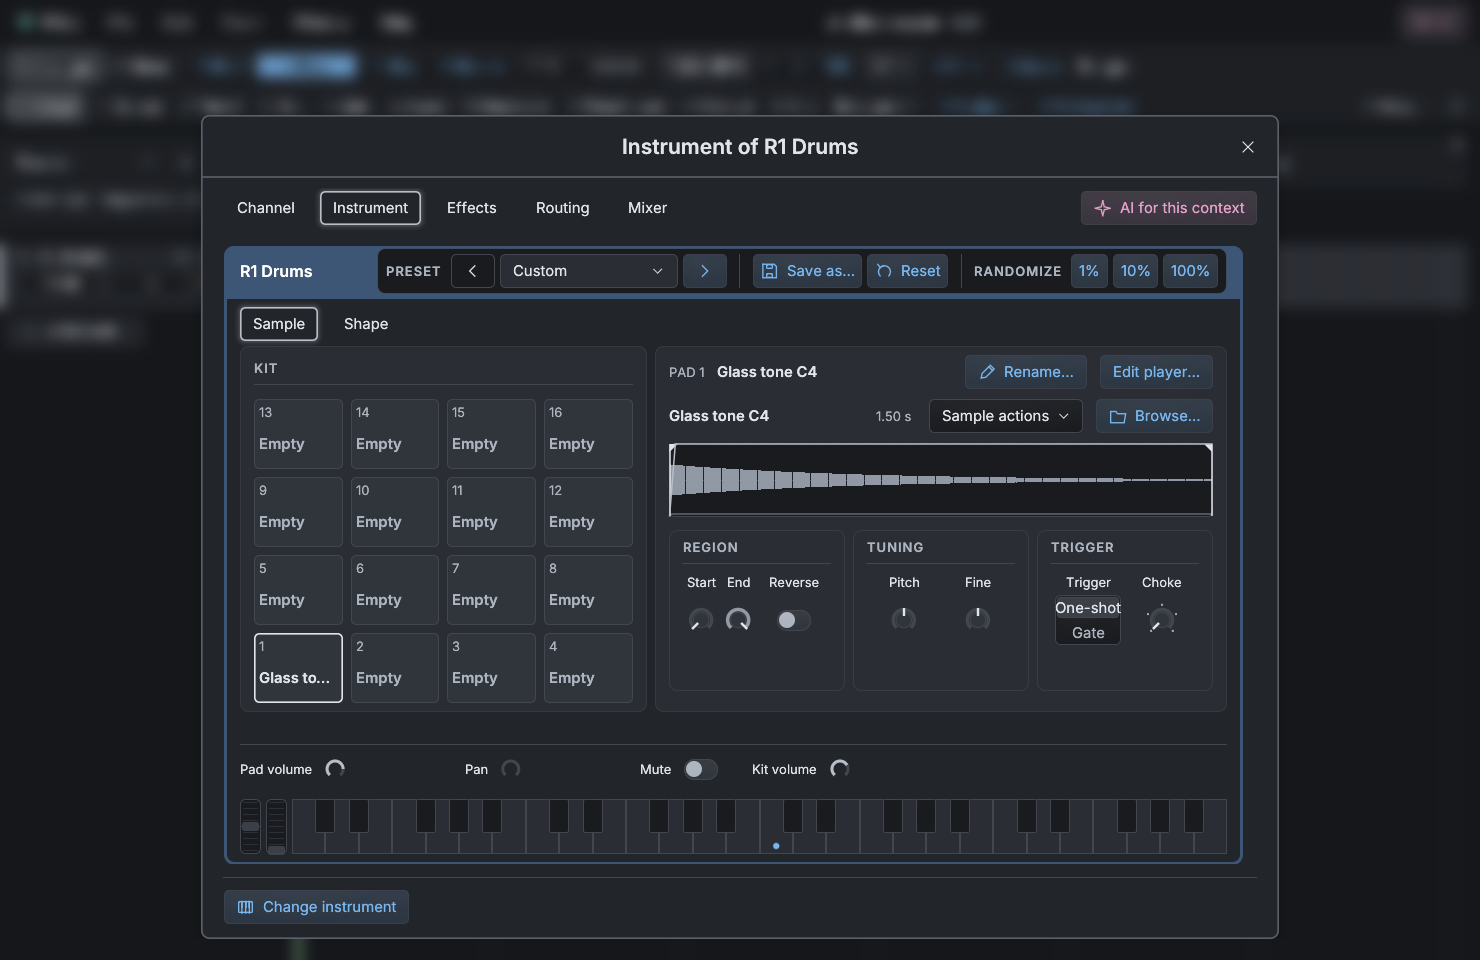 Instrument of R1 Drums
Channel Instrument Effects Routing Mixer AI for this context
R1 Drums PRESET Custom Save as... Reset RANDOMIZE 1% 10% 100%
Sample Shape
KIT
13 14 15 16
Empty Empty Empty Empty
9 10 11 12
Empty Empty Empty Empty
5 6 7 8
Empty Empty Empty Empty
1 2 3 4
Glass to... Empty Empty Empty
PAD 1 Glass tone C4 Rename... Edit player...
Glass tone C4 1.50 s Sample actions Browse...
REGION
Start End Reverse
TUNING
Pitch Fine
TRIGGER
Trigger Choke
One-shot
Gate
Pad volume Pan Mute Kit volume
Change instrument